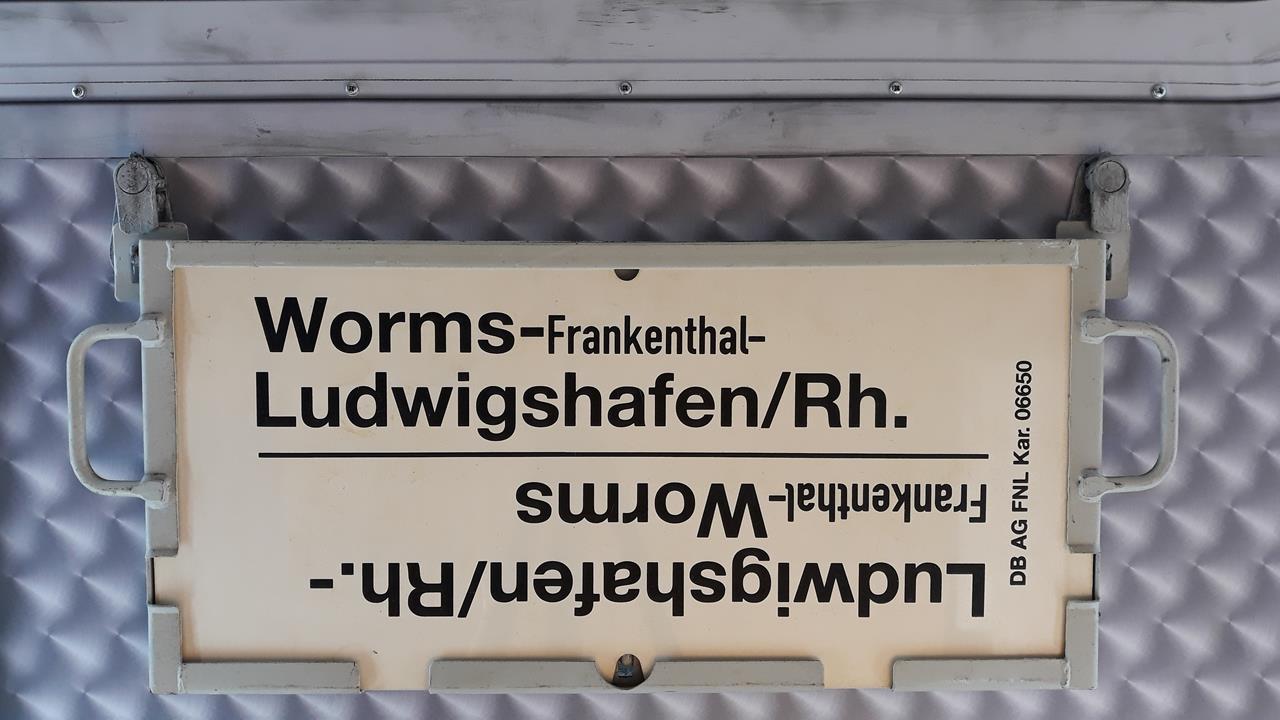 Worms-Frankenthal-
Ludwigshafen/Rh.
Ludwigshafen/Rh.-
Frankenthal-Worms
DB AG FNL Kar. 06650